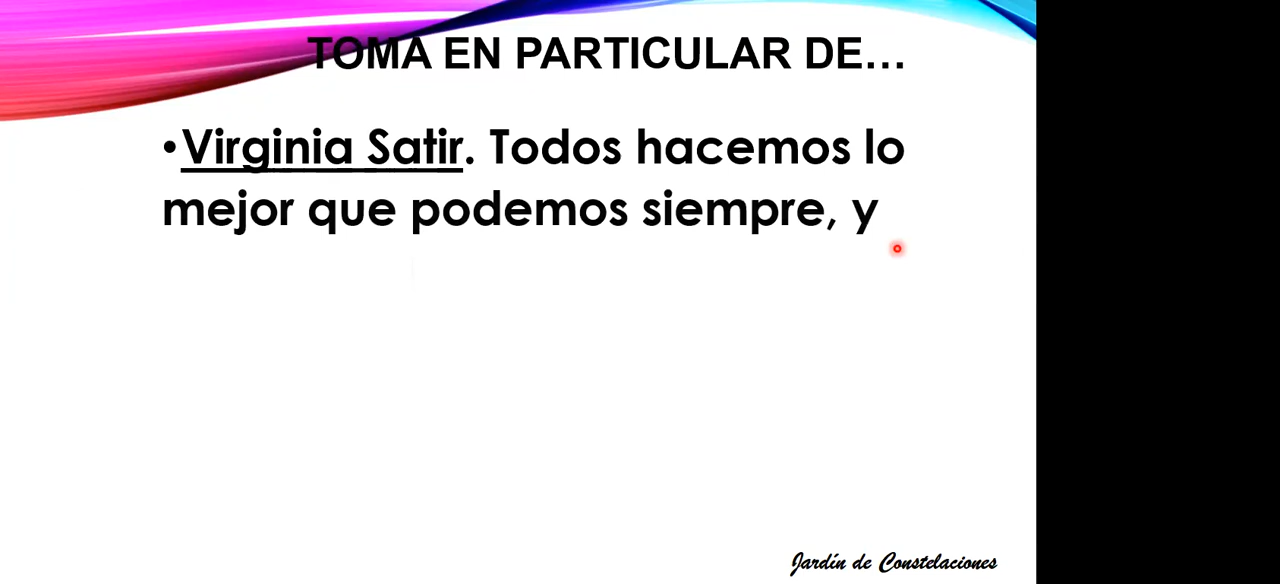 TOMA EN PARTICULAR DE...
•Virginia Satir. Todos hacemos lo
mejor que podemos siempre, y
Jardín de Constelaciones